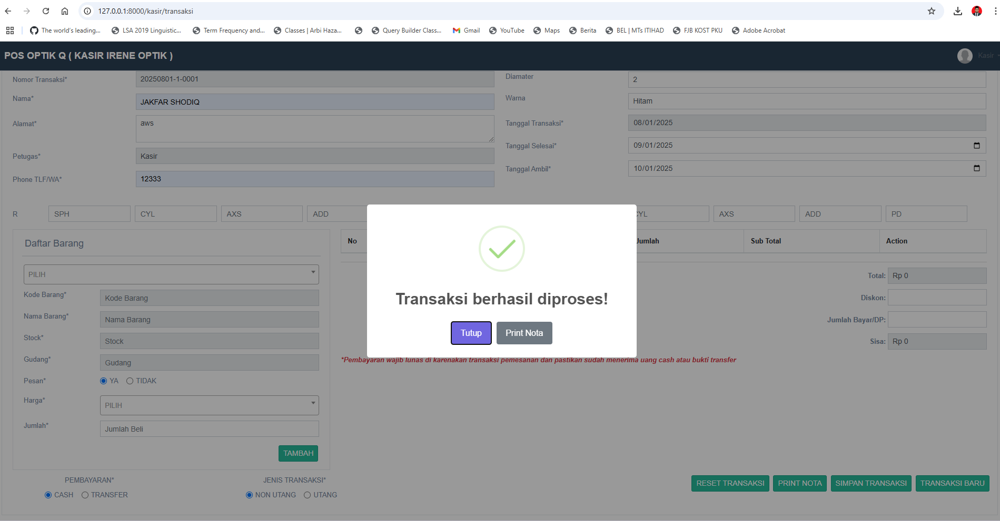 127.0.0.1:8000/kasir/transaksi
The world's leading...
LSA 2019 Linguistic...
Term Frequency and...
Classes | Arbi Haza...
Query Builder Class...
Gmail
YouTube
Maps
Berita
BEL | MTs ITIHAD
FJB KOST PKU
Adobe Acrobat
POS OPTIK Q ( KASIR IRENE OPTIK )
Kasir
Nomor Transaksi*
20250801-1-0001
Nama*
JAKFAR SHODIQ
Alamat*
aws
Petugas*
Kasir
Phone TLF/WA*
12333
Diamater
2
Warna
Hitam
Tanggal Transaksi*
08/01/2025
Tanggal Selesai*
09/01/2025
Tanggal Ambil*
10/01/2025
R
SPH
CYL
AXS
ADD
CYL
AXS
ADD
PD
Daftar Barang
PILIH
Kode Barang*
Kode Barang
Nama Barang*
Nama Barang
Stock*
Stock
Gudang*
Gudang
Pesan*
YA
TIDAK
Harga*
PILIH
Jumlah*
Jumlah Beli
TAMBAH
No
Jumlah
Sub Total
Action
Total:
Rp 0
Diskon:
Jumlah Bayar/DP:
Sisa:
Rp 0
*Pembayaran wajib lunas di karenakan transaksi pemesanan dan pastikan sudah menerima uang cash atau bukti transfer
Transaksi berhasil diproses!
Tutup
Print Nota
PEMBAYARAN*
CASH
TRANSFER
JENIS TRANSAKSI*
NON UTANG
UTANG
RESET TRANSAKSI
PRINT NOTA
SIMPAN TRANSAKSI
TRANSAKSI BARU